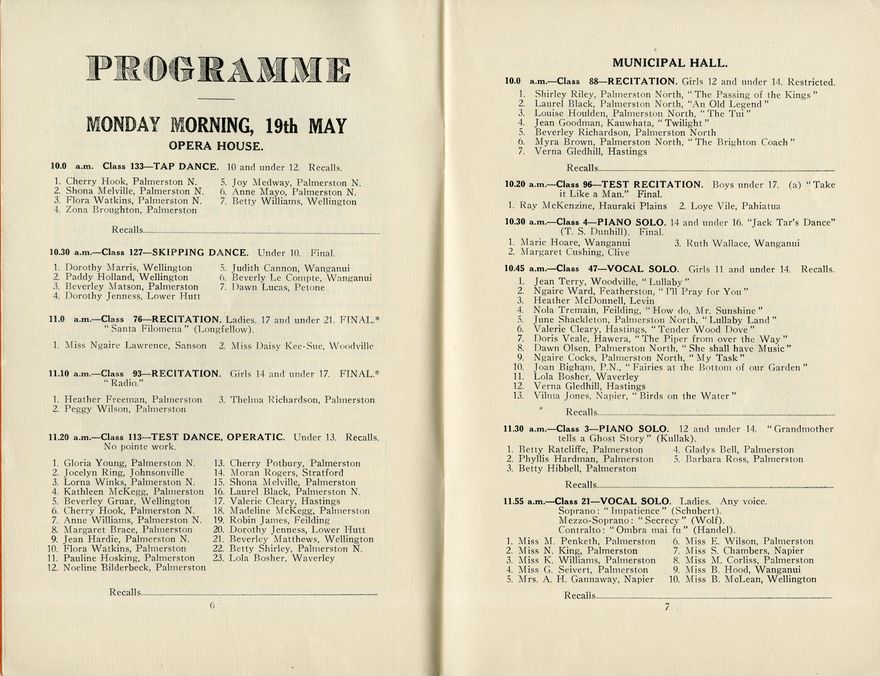 PROGRAMME
MONDAY MORNING, 19th MAY
OPERA HOUSE.
10.0 a.m. Class 133—TAP DANCE. 10 and under 12. Recalls.
1. Cherry Hook, Palmerston N. 5. Joy Medway, Palmerston N.
2. Shona Melville, Palmerston N. 6. Anne Mayo, Palmerston N.
3. Flora Watkins, Palmerston N. 7. Betty Williams, Wellington
4. Zona Broughton, Palmerston
Recalls
10.30 a.m.—Class 127—SKIPPING DANCE. Under 10. Final.
1. Dorothy Marris, Wellington 5. Judith Cannon, Wanganui
2. Paddy Holland, Wellington 6. Beverly Le Compte, Wanganui
3. Beverley Matson, Palmerston 7. Dawn Lucas, Petone
4. Dorothy Jenness, Lower Hutt
11.0 a.m.—Class 76—RECITATION. Ladies. 17 and under 21. FINAL.*
"Santa Filomena" (Longfellow).
1. Miss Ngaire Lawrence, Sanson 2. Miss Daisy Kee-Sue, Woodville
11.10 a.m.—Class 93—RECITATION. Girls 14 and under 17. FINAL.*
"Radio."
1. Heather Freeman, Palmerston 3. Thelma Richardson, Palmerston
2. Peggy Wilson, Palmerston
11.20 a.m.—Class 113—TEST DANCE, OPERATIC. Under 13. Recalls.
No pointe work.
1. Gloria Young, Palmerston N. 13. Cherry Potbury, Palmerston
2. Jocelyn Ring, Johnsonville 14. Moran Rogers, Stratford
3. Lorna Winks, Palmerston N. 15. Shona Melville, Palmerston
4. Kathleen McKegg, Palmerston 16. Laurel Black, Palmerston N.
5. Beverley Gruar, Wellington 17. Valerie Cleary, Hastings
6. Cherry Hook, Palmerston N. 18. Madeline McKegg, Palmerston
7. Anne Williams, Palmerston N. 19. Robin James, Feilding
8. Margaret Brace, Palmerston 20. Dorothy Jenness, Lower Hutt
9. Jean Hardie, Palmerston N. 21. Beverley Matthews, Wellington
10. Flora Watkins, Palmerston 22. Betty Shirley, Palmerston N.
11. Pauline Hosking, Palmerston 23. Lola Bosher, Waverley
12. Noeline Bilderbeck, Palmerston
Recalls
6
MUNICIPAL HALL.
10.0 a.m.—Class 88—RECITATION. Girls 12 and under 14. Restricted.
1. Shirley Riley, Palmerston North, "The Passing of the Kings"
2. Laurel Black, Palmerston North, "An Old Legend"
3. Louise Houlden, Palmerston North, "The Tui"
4. Jean Goodman, Kauwhata, "Twilight"
5. Beverley Richardson, Palmerston North
6. Myra Brown, Palmerston North, "The Brighton Coach"
7. Verna Gledhill, Hastings
Recalls
10.20 a.m.—Class 96—TEST RECITATION. Boys under 17. (a) "Take
it Like a Man." Final.
1. Ray McKenzine, Hauraki Plains 2. Loye Vile, Pahiatua
10.30 a.m.—Class 4—PIANO SOLO. 14 and under 16. "Jack Tar's Dance"
(T. S. Dunhill). Final.
1. Marie Hoare, Wanganui 3. Ruth Wallace, Wanganui
2. Margaret Cushing, Clive
10.45 a.m.—Class 47—VOCAL SOLO. Girls 11 and under 14. Recalls.
1. Jean Terry, Woodville, "Lullaby"
2. Ngaire Ward, Featherston, "I'll Pray for You"
3. Heather McDonnell, Levin
4. Nola Tremain, Feilding, "How do, Mr. Sunshine"
5. June Shackleton, Palmerston North, "Lullaby Land"
6. Valerie Cleary, Hastings, "Tender Wood Dove"
7. Doris Veale, Hawera, "The Piper from over the Way"
8. Dawn Olsen, Palmerston North, "She shall have Music"
9. Ngaire Cocks, Palmerston North, "My Task"
10. Joan Bigham, P.N., "Fairies at the Bottom of our Garden"
11. Lola Bosher, Waverley
12. Verna Gledhill, Hastings
13. Vilma Jones, Napier, "Birds on the Water"
Recalls
11.30 a.m.—Class 3—PIANO SOLO. 12 and under 14. "Grandmother
tells a Ghost Story" (Kullak).
1. Betty Ratcliffe, Palmerston 4. Gladys Bell, Palmerston
2. Phyllis Hardman, Palmerston 5. Barbara Ross, Palmerston
3. Betty Hibbell, Palmerston
Recalls
11.55 a.m.—Class 21—VOCAL SOLO. Ladies. Any voice.
Soprano: "Impatience" (Schubert).
Mezzo-Soprano: "Secrecy" (Wolf).
Contralto: "Ombra mai fu" (Handel).
1. Miss M. Penketh, Palmerston 6. Miss E. Wilson, Palmerston
2. Miss N. King, Palmerston 7. Miss S. Chambers, Napier
3. Miss K. Williams, Palmerston 8. Miss M. Corliss, Palmerston
4. Miss G. Seivert, Palmerston 9. Miss B. Hood, Wanganui
5. Mrs. A. H. Gannaway, Napier 10. Miss B. McLean, Wellington
Recalls
7